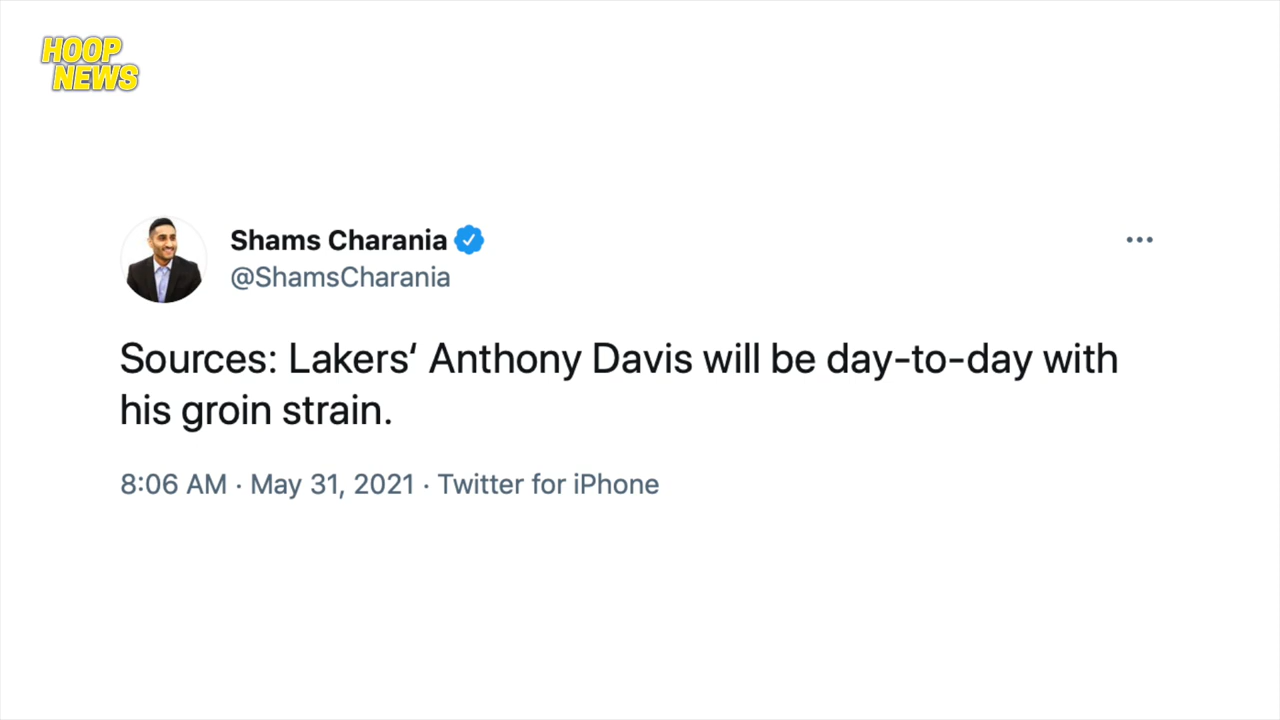 HOOP
NEWS
Shams Charania
@ShamsCharania
Sources: Lakers‘ Anthony Davis will be day-to-day with
his groin strain.
8:06 AM · May 31, 2021 · Twitter for iPhone